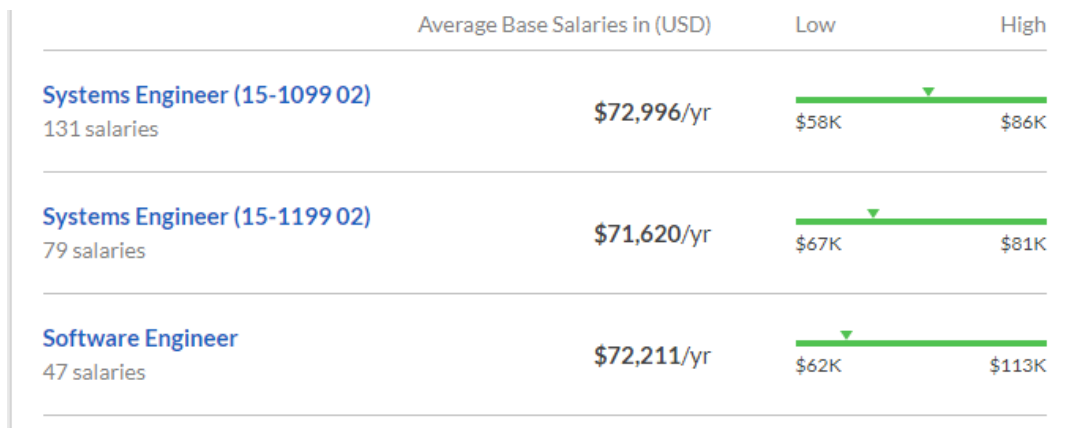 Average Base Salaries in (USD) Low High
Systems Engineer (15-1099 02)
131 salaries
$72,996/yr
$58K $86K
Systems Engineer (15-1199 02)
79 salaries
$71,620/yr
$67K $81K
Software Engineer
47 salaries
$72,211/yr
$62K $113K